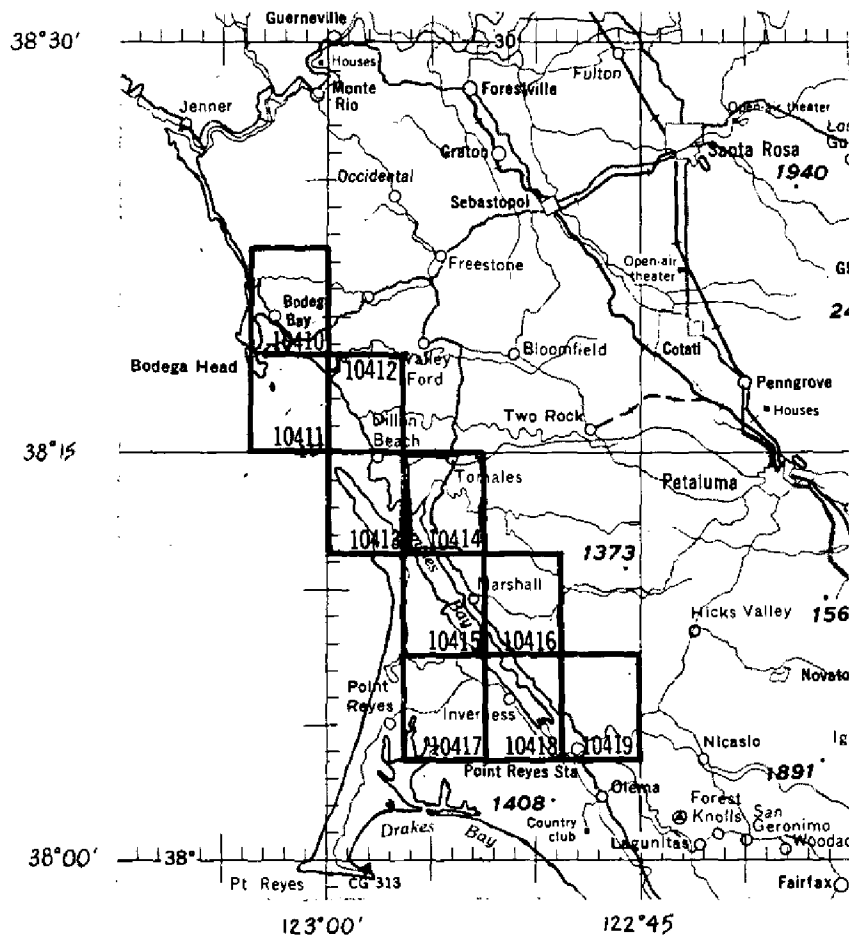 Guerneville
38°30'
30
Houses
Fulton
Monte
Rio
Forestville
Jenner
Open-air theater
Graton
Santa Rosa
1940
Occidental
Sebastopol
Freestone
Open-air
theater
Bodega
Bay
10410
Bodega Head
10412
Valley
Ford
Bloomfield
Cotati
Penngrove
Houses
Dillon
Beach
Two Rock
10411
38°15
Tomales
Petaluma
10413
10414
1373
Marshall
Bay
156
Hicks Valley
10415
10416
Novato
Point
Reyes
Inverness
10417
10418
10419
Nicasio
Ig
Point Reyes Sta
1891
1408
Olema
Forest
Knolls
San
Geronimo
Country
club
Drakes Bay
Lagunitas
Woodac
38°00'
38°
Pt Reyes
CG 313
Fairfax
123°00'
122°45